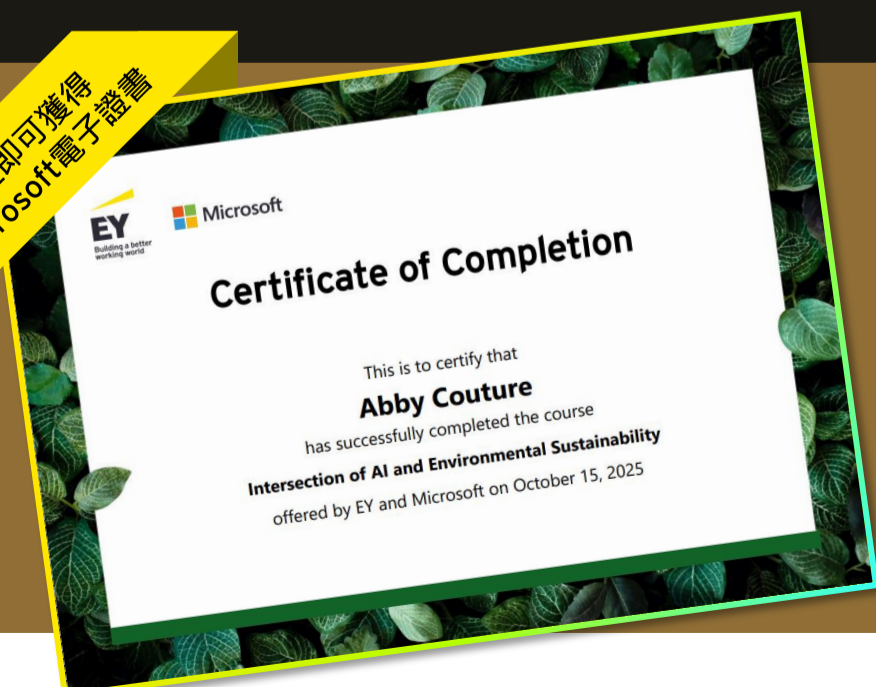 即可獲得
osoft電子證書
EY
Building a better
working world
Microsoft
Certificate of Completion
This is to certify that
Abby Couture
has successfully completed the course
Intersection of AI and Environmental Sustainability
offered by EY and Microsoft on October 15, 2025